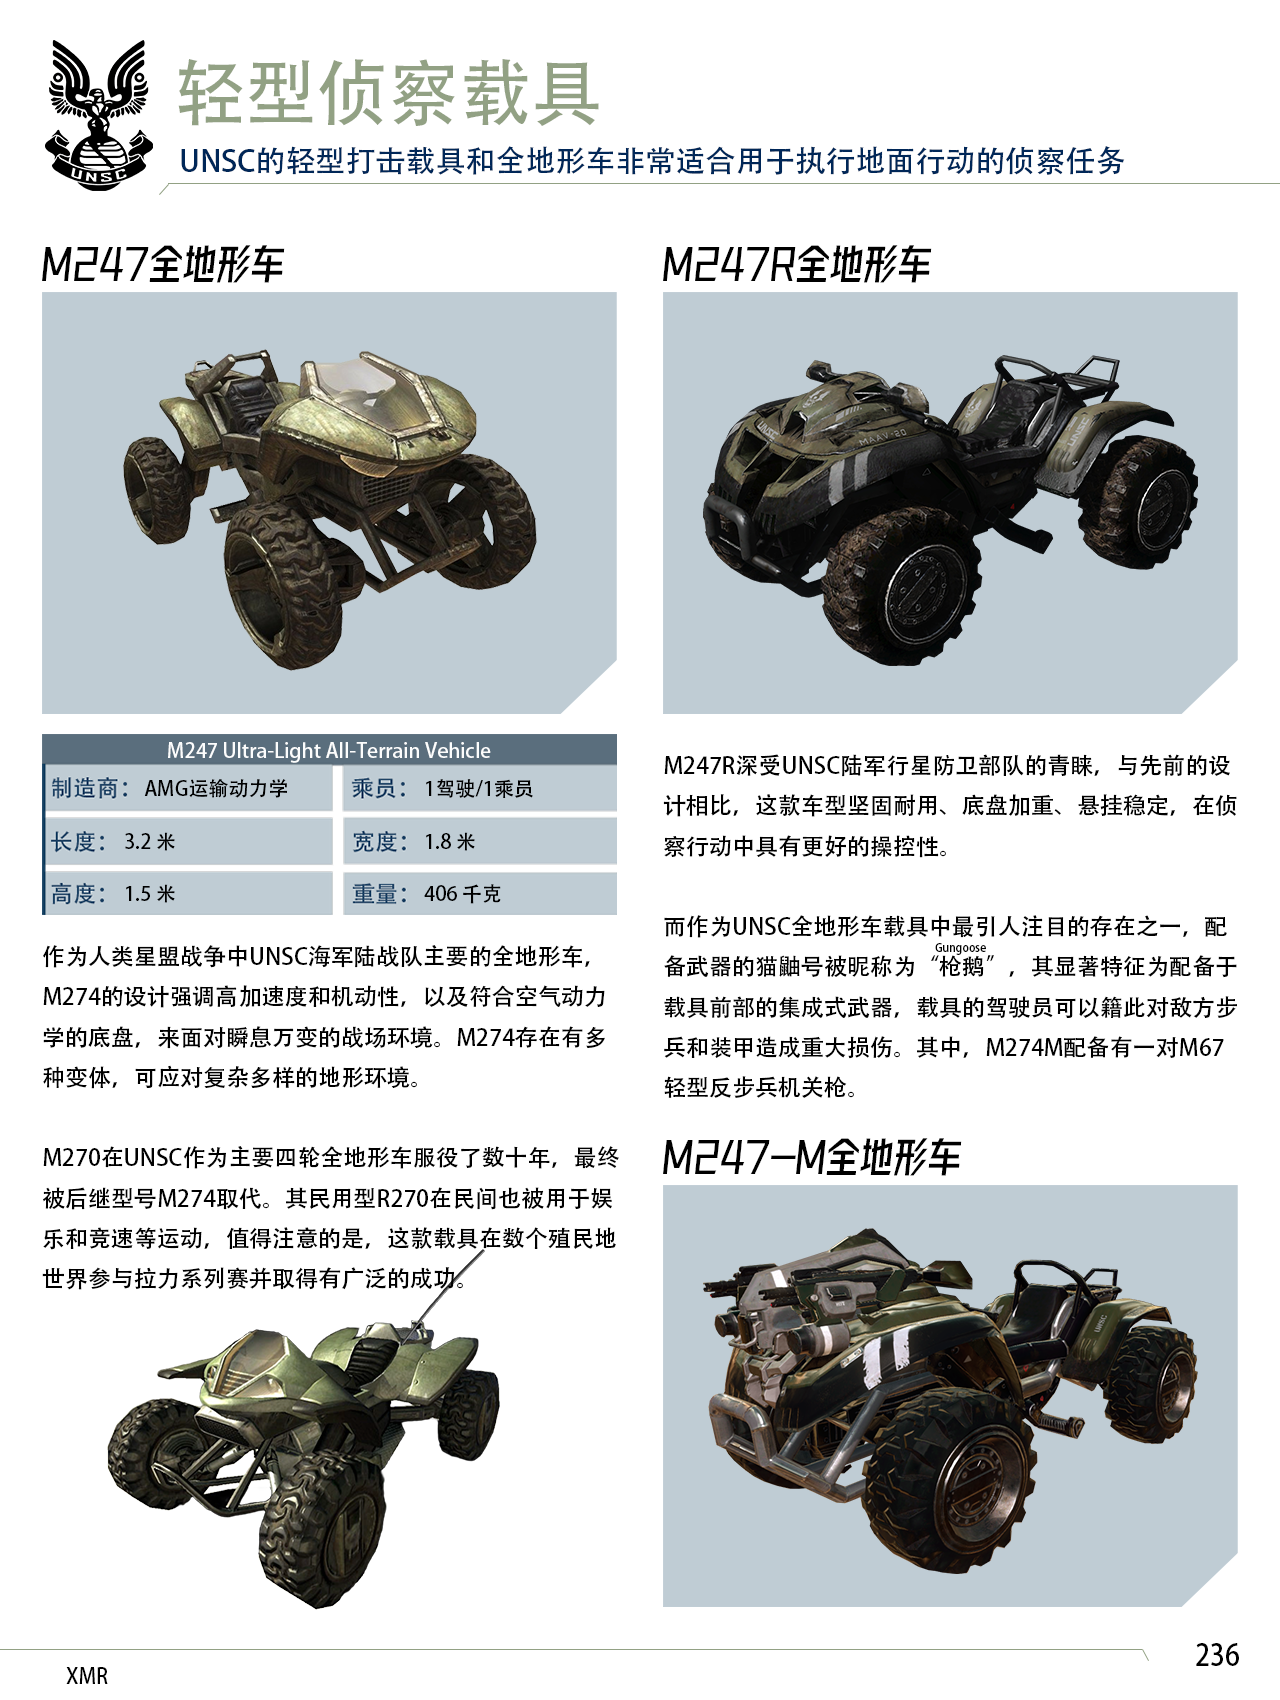 UNSC
轻型侦察载具
UNSC的轻型打击载具和全地形车非常适合用于执行地面行动的侦察任务
M247全地形车
M247 Ultra-Light All-Terrain Vehicle
制造商： AMG运输动力学
乘员： 1驾驶/1乘员
长度： 3.2 米
宽度： 1.8 米
高度： 1.5 米
重量： 406 千克
作为人类星盟战争中UNSC海军陆战队主要的全地形车，
M274的设计强调高加速度和机动性，以及符合空气动力
学的底盘，来面对瞬息万变的战场环境。M274存在有多
种变体，可应对复杂多样的地形环境。
M270在UNSC作为主要四轮全地形车服役了数十年，最终
被后继型号M274取代。其民用型R270在民间也被用于娱
乐和竞速等运动，值得注意的是，这款载具在数个殖民地
世界参与拉力系列赛并取得有广泛的成功。
M247R全地形车
UNSC
MAAV-20
UNSC
M247R深受UNSC陆军行星防卫部队的青睐，与先前的设
计相比，这款车型坚固耐用、底盘加重、悬挂稳定，在侦
察行动中具有更好的操控性。
而作为UNSC全地形车载具中最引人注目的存在之一，配
Gungoose
备武器的猫鼬号被昵称为“枪鹅”，其显著特征为配备于
载具前部的集成式武器，载具的驾驶员可以籍此对敌方步
兵和装甲造成重大损伤。其中，M274M配备有一对M67
轻型反步兵机关枪。
M247-M全地形车
UNSC
236
XMR